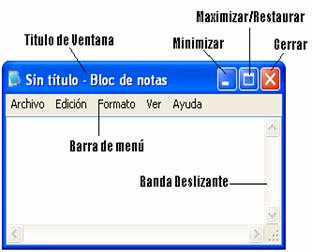 Maximizar/Restaurar
Titulo de Ventana
Minimizar
Cerrar
Sin título - Bloc de notas
Archivo Edición Formato Ver Ayuda
Barra de menú
Banda Deslizante